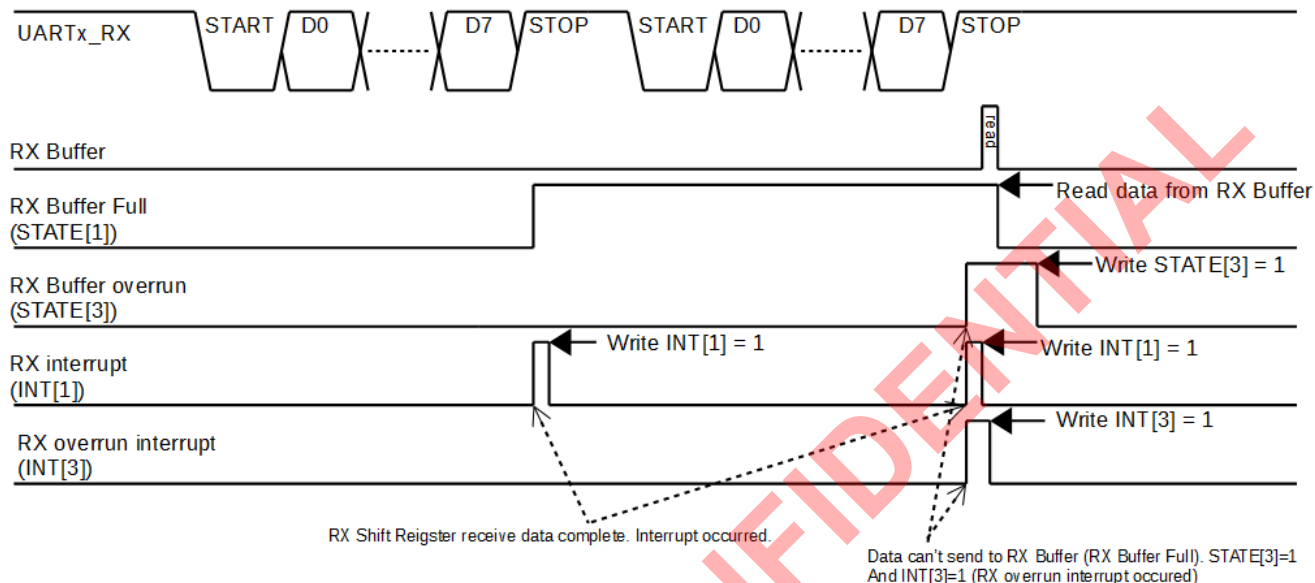 UARTx_RX
START
D0
D7
STOP
START
D0
D7
STOP
RX Buffer
read
RX Buffer Full
(STATE[1])
Read data from RX Buffer
RX Buffer overrun
(STATE[3])
Write STATE[3] = 1
RX interrupt
(INT[1])
Write INT[1] = 1
Write INT[1] = 1
RX overrun interrupt
(INT[3])
Write INT[3] = 1
RX Shift Reigster receive data complete. Interrupt occurred.
Data can't send to RX Buffer (RX Buffer Full). STATE[3]=1
And INT[3]=1 (RX overrun interrupt occured)
NFIDENTIAL